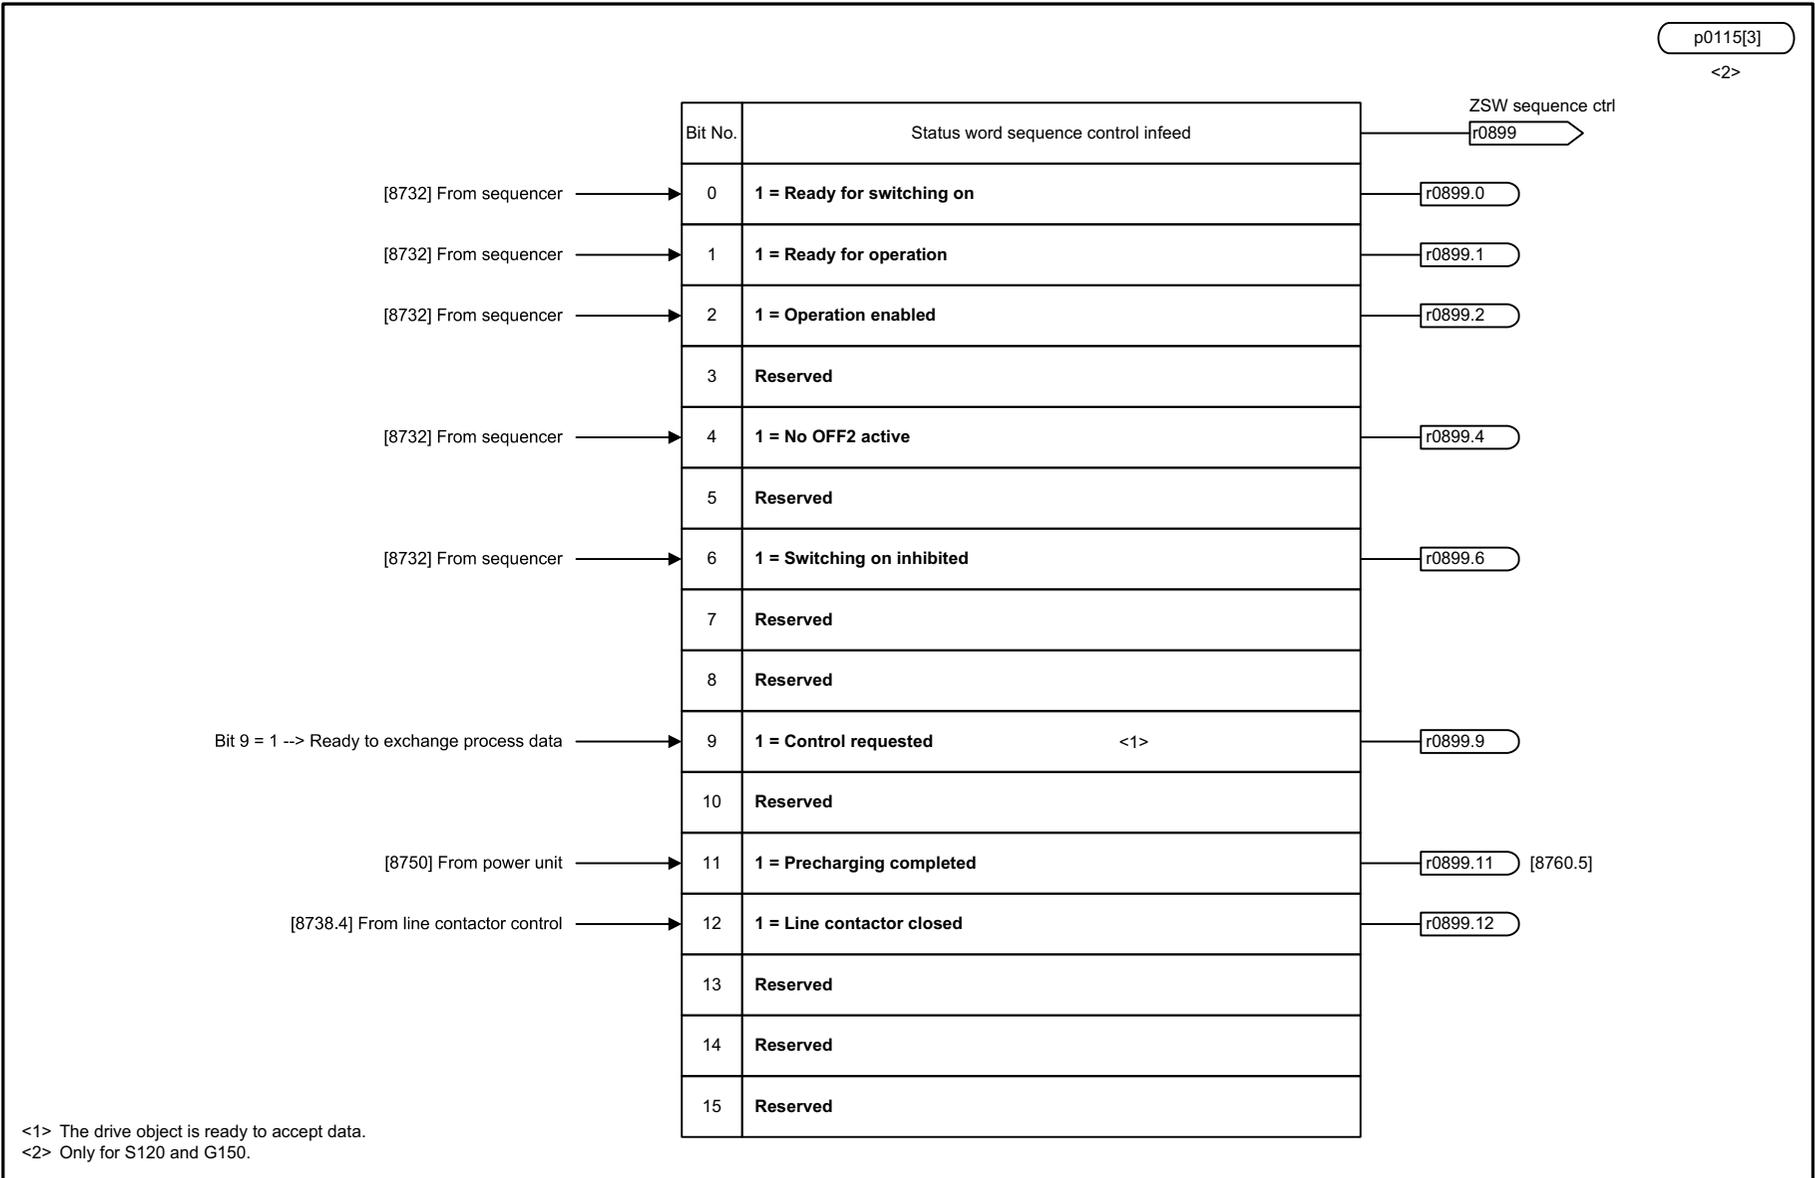 p0115[3]
<2>
ZSW sequence ctrl
Bit No. Status word sequence control infeed r0899
[8732] From sequencer 0 1 = Ready for switching on r0899.0
[8732] From sequencer 1 1 = Ready for operation r0899.1
[8732] From sequencer 2 1 = Operation enabled r0899.2
3 Reserved
[8732] From sequencer 4 1 = No OFF2 active r0899.4
5 Reserved
[8732] From sequencer 6 1 = Switching on inhibited r0899.6
7 Reserved
8 Reserved
Bit 9 = 1 --> Ready to exchange process data 9 1 = Control requested <1> r0899.9
10 Reserved
[8750] From power unit 11 1 = Precharging completed r0899.11 [8760.5]
[8738.4] From line contactor control 12 1 = Line contactor closed r0899.12
13 Reserved
14 Reserved
15 Reserved
<1> The drive object is ready to accept data.
<2> Only for S120 and G150.